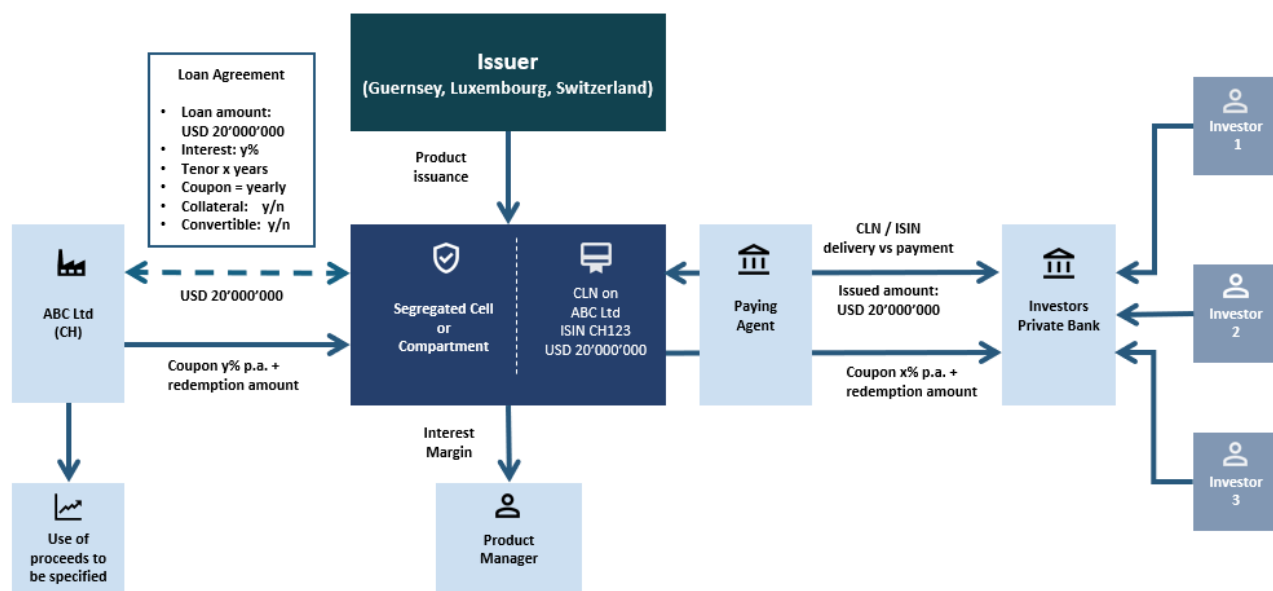 Issuer
(Guernsey, Luxembourg, Switzerland)
Loan Agreement
• Loan amount:
USD 20'000'000
• Interest: y%
• Tenor x years
• Coupon = yearly
• Collateral: y/n
• Convertible: y/n
Product
issuance
Investor
1
ABC Ltd
(CH)
USD 20'000'000
Coupon y% p.a. +
redemption amount
Segregated Cell
or
Compartment
CLN on
ABC Ltd
ISIN CH123
USD 20'000'000
Paying
Agent
CLN / ISIN
delivery vs payment
Issued amount:
USD 20'000'000
Coupon x% p.a. +
redemption amount
Investors
Private Bank
Investor
2
Interest
Margin
Investor
3
Use of
proceeds to
be specified
Product
Manager